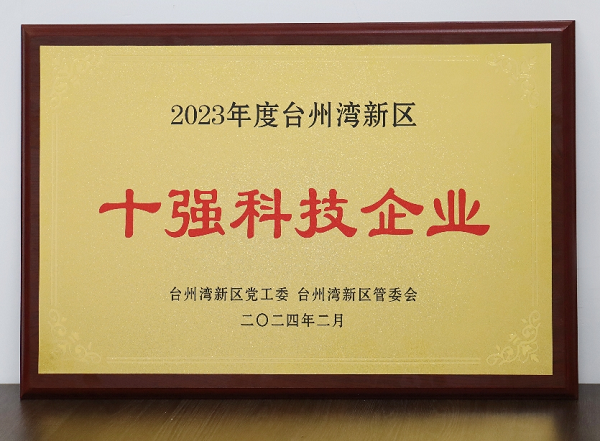 2023年度台州湾新区
十强科技企业
台州湾新区党工委 台州湾新区管委会
二〇二四年二月